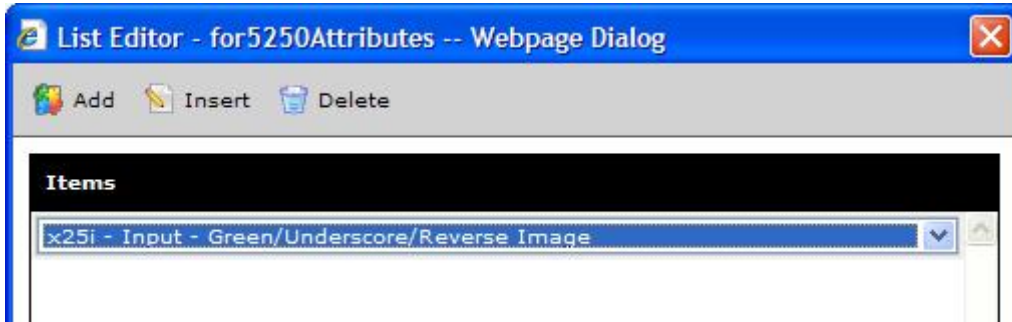 List Editor - for5250Attributes -- Webpage Dialog
Add Insert Delete
Items
x25i - Input - Green/Underscore/Reverse Image